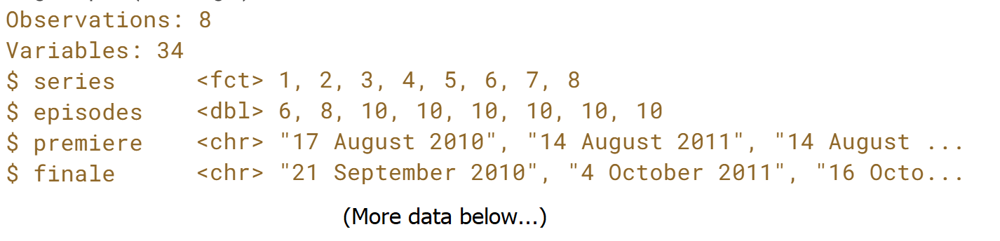 Observations: 8
Variables: 34
$ series <fct> 1, 2, 3, 4, 5, 6, 7, 8
$ episodes <dbl> 6, 8, 10, 10, 10, 10, 10, 10
$ premiere <chr> "17 August 2010", "14 August 2011", "14 August ...
$ finale <chr> "21 September 2010", "4 October 2011", "16 Octo...
(More data below...)